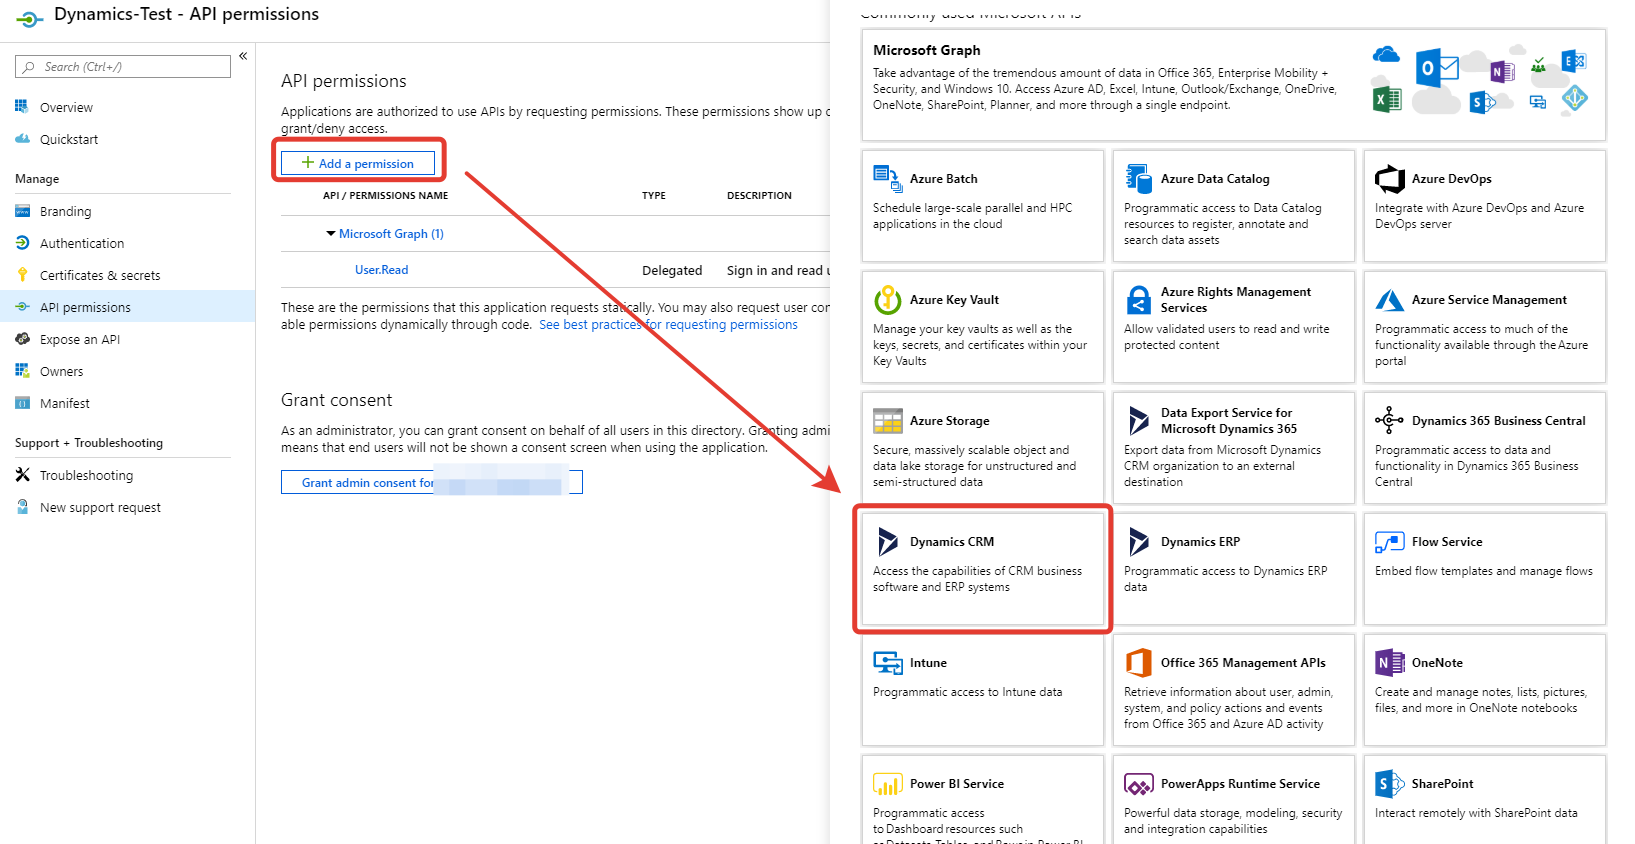 Dynamics-Test - API permissions
Search (Ctrl+/)
«
Overview
Quickstart
Manage
Branding
Authentication
Certificates & secrets
API permissions
Expose an API
Owners
Manifest
Support + Troubleshooting
Troubleshooting
New support request
API permissions
Applications are authorized to use APIs by requesting permissions. These permissions show up
grant/deny access.
+ Add a permission
API / PERMISSIONS NAME
TYPE
DESCRIPTION
Microsoft Graph (1)
User.Read
Delegated
Sign in and read
These are the permissions that this application requests statically. You may also request user
able permissions dynamically through code. See best practices for requesting permissions
Grant consent
As an administrator, you can grant consent on behalf of all users in this directory. Granting
means that end users will not be shown a consent screen when using the application.
Grant admin consent for
Commonly used Microsoft APIs
Microsoft Graph
Take advantage of the tremendous amount of data in Office 365, Enterprise Mobility +
Security, and Windows 10. Access Azure AD, Excel, Intune, Outlook/Exchange, OneDrive,
OneNote, SharePoint, Planner, and more through a single endpoint.
Azure Batch
Schedule large-scale parallel and HPC
applications in the cloud
Azure Data Catalog
Programmatic access to Data Catalog
resources to register, annotate and
search data assets
Azure DevOps
Integrate with Azure DevOps and Azure
DevOps server
Azure Key Vault
Manage your key vaults as well as the
keys, secrets, and certificates within your
Key Vaults
Azure Rights Management
Services
Allow validated users to read and write
protected content
Azure Service Management
Programmatic access to much of the
functionality available through the Azure
portal
Azure Storage
Secure, massively scalable object and
data lake storage for unstructured and
semi-structured data
Data Export Service for
Microsoft Dynamics 365
Export data from Microsoft Dynamics
CRM organization to an external
destination
Dynamics 365 Business Central
Programmatic access to data and
functionality in Dynamics 365 Business
Central
Dynamics CRM
Access the capabilities of CRM business
software and ERP systems
Dynamics ERP
Programmatic access to Dynamics ERP
data
Flow Service
Embed flow templates and manage flows
Intune
Programmatic access to Intune data
Office 365 Management APIs
Retrieve information about user, admin,
system, and policy actions and events
from Office 365 and Azure AD activity
OneNote
Create and manage notes, lists, pictures,
files, and more in OneNote notebooks
Power BI Service
Programmatic access
to Dashboard resources such
as Datasets, Tables, and Rows in Power BI
PowerApps Runtime Service
Powerful data storage, modeling, security
and integration capabilities
SharePoint
Interact remotely with SharePoint data